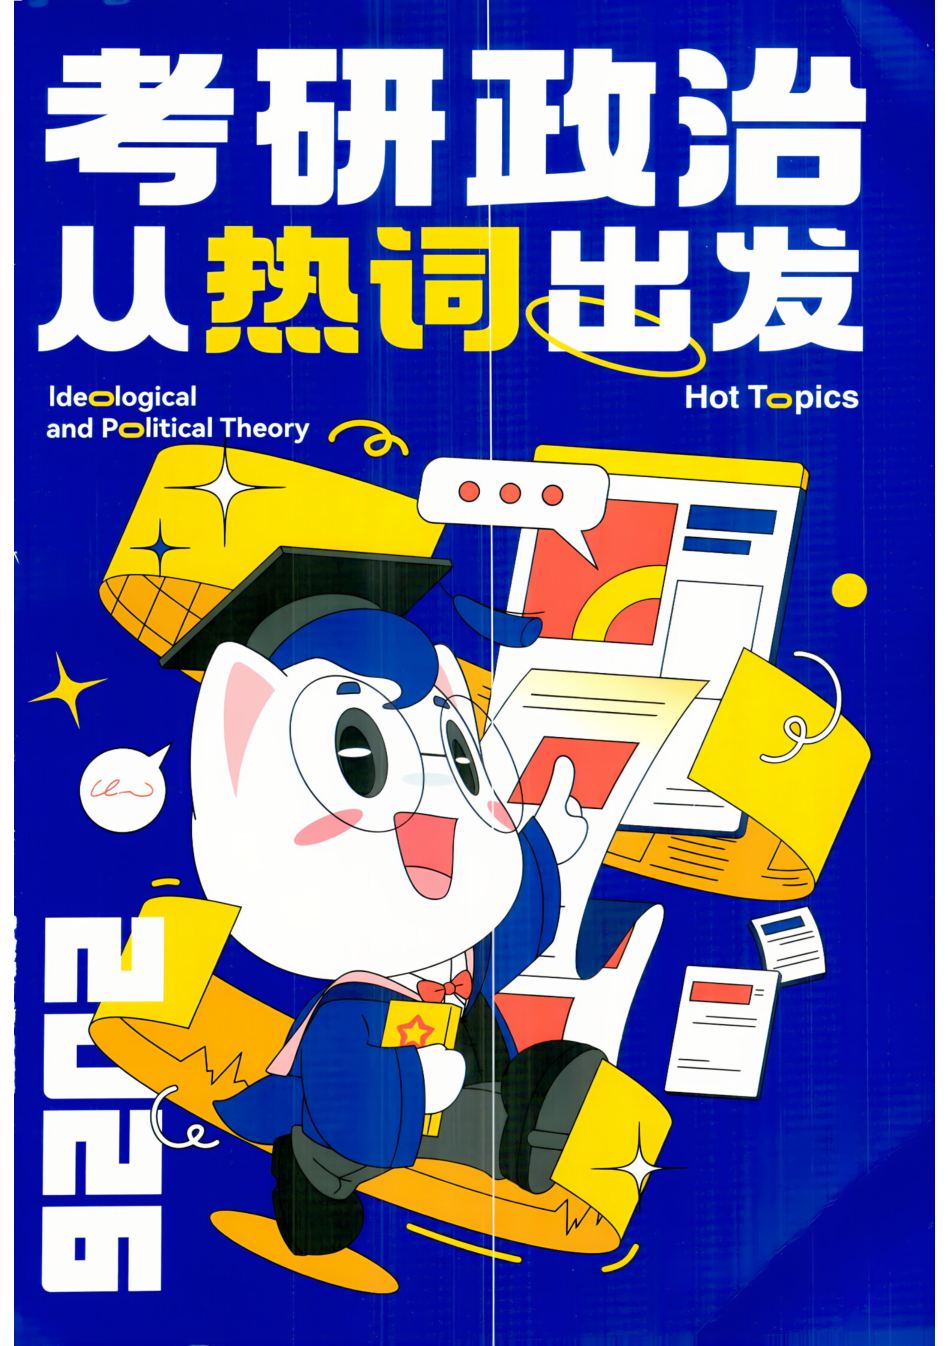 考研政治
从热词出发
Ideological
and Political Theory
Hot Topics
2026